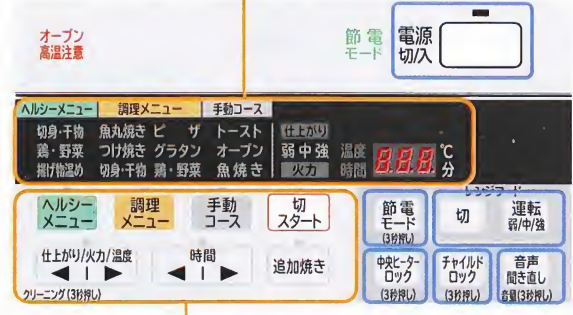 オーブン
高温注意
節電
モード
電源
切/入
ヘルシーメニュー 調理メニュー 手動コース
切身・干物 魚丸焼き ピザ トースト 仕上がり
鶏・野菜 つけ焼き グラタン オーブン 弱中強 温度 8.8.8. ℃
揚げ物温め 切身・干物 鶏・野菜 魚焼き 火力 時間 分
レンジフード
ヘルシー
メニュー
調理
メニュー
手動
コース
切
スタート
節電
モード
(3秒押し)
切
運転
弱/中/強
仕上がり/火力/温度
◀ | ▶
時間
◀ | ▶
追加焼き
中央ヒーター
ロック
(3秒押し)
チャイルド
ロック
(3秒押し)
音声
聞き直し
音量(3秒押し)
クリーニング(3秒押し)